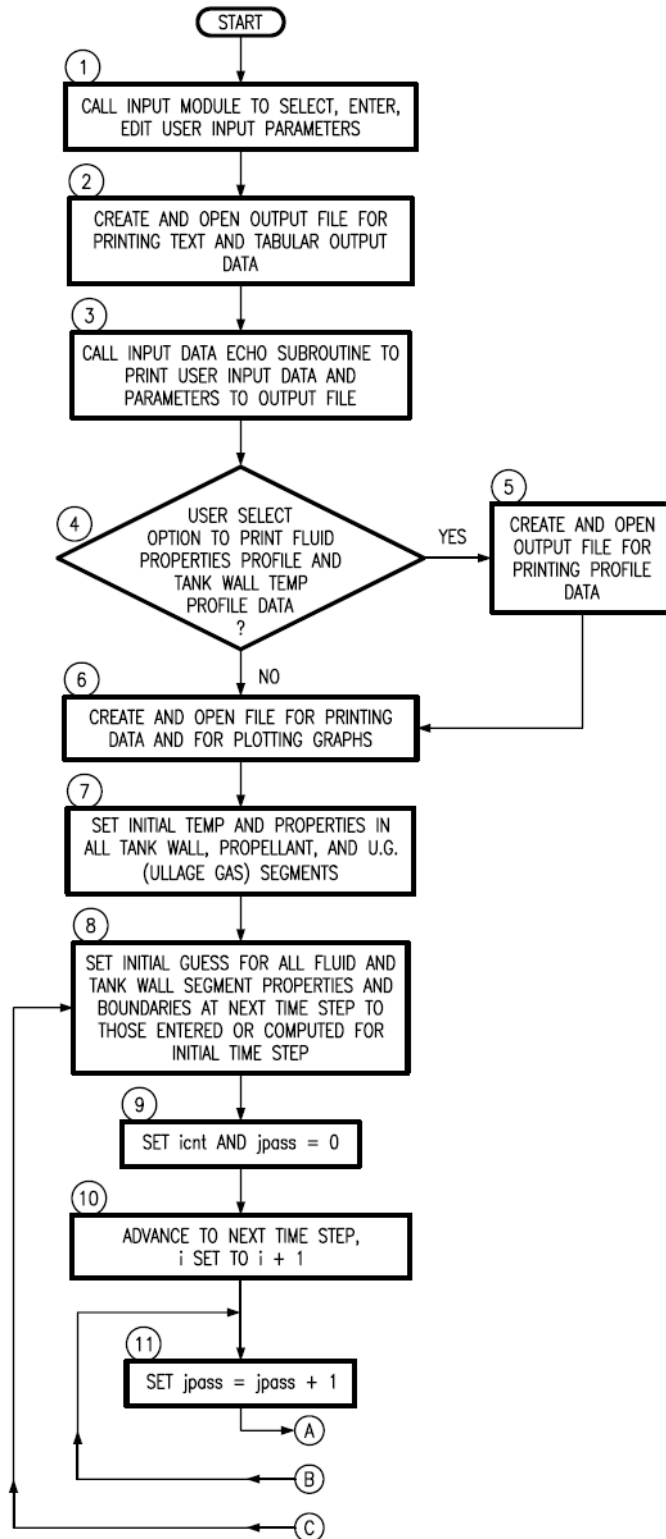 START
1
CALL INPUT MODULE TO SELECT, ENTER,
EDIT USER INPUT PARAMETERS
2
CREATE AND OPEN OUTPUT FILE FOR
PRINTING TEXT AND TABULAR OUTPUT
DATA
3
CALL INPUT DATA ECHO SUBROUTINE TO
PRINT USER INPUT DATA AND
PARAMETERS TO OUTPUT FILE
4
USER SELECT
OPTION TO PRINT FLUID
PROPERTIES PROFILE AND
TANK WALL TEMP
PROFILE DATA
?
YES
5
CREATE AND OPEN
OUTPUT FILE FOR
PRINTING PROFILE
DATA
NO
6
CREATE AND OPEN FILE FOR PRINTING
DATA AND FOR PLOTTING GRAPHS
7
SET INITIAL TEMP AND PROPERTIES IN
ALL TANK WALL, PROPELLANT, AND U.G.
(ULLAGE GAS) SEGMENTS
8
SET INITIAL GUESS FOR ALL FLUID AND
TANK WALL SEGMENT PROPERTIES AND
BOUNDARIES AT NEXT TIME STEP TO
THOSE ENTERED OR COMPUTED FOR
INITIAL TIME STEP
9
SET icnt AND jpass = 0
10
ADVANCE TO NEXT TIME STEP,
i SET TO i + 1
11
SET jpass = jpass + 1
A
B
C